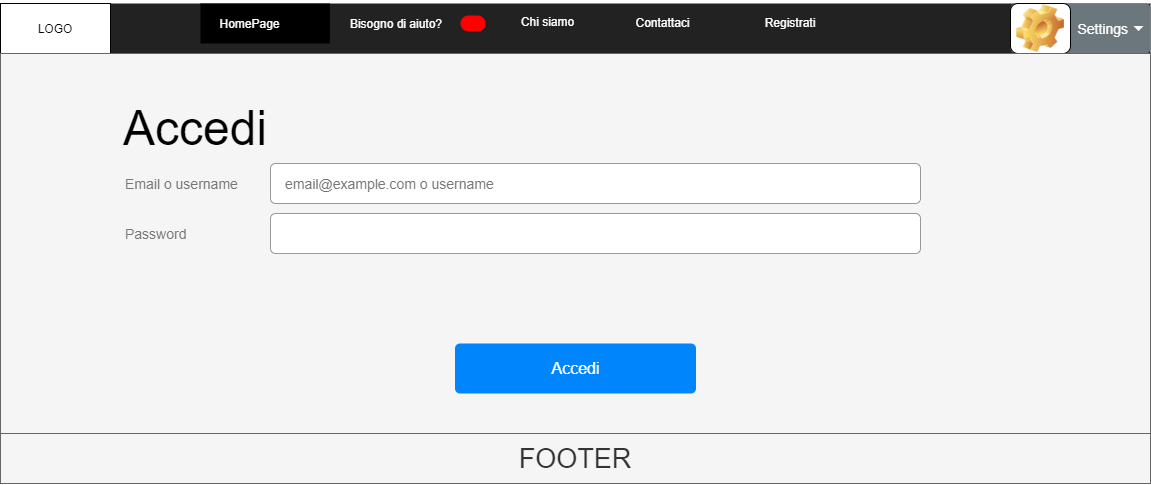 LOGO
HomePage
Bisogno di aiuto?
Chi siamo
Contattaci
Registrati
Settings
Accedi
Email o username
email@example.com o username
Password
Accedi
FOOTER